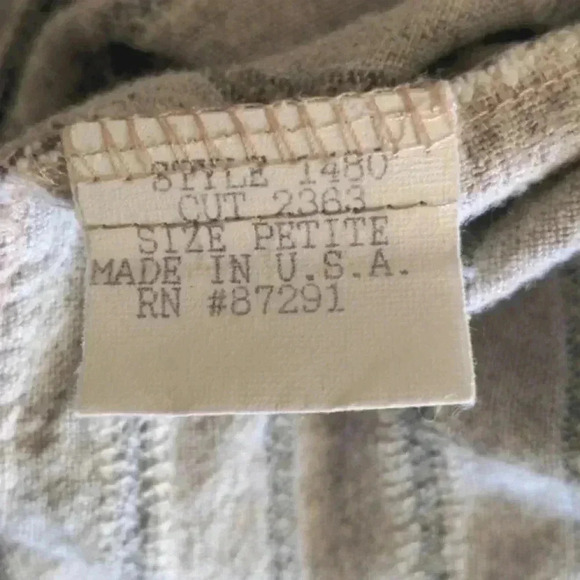 STYLE 1480
CUT 2363
SIZE PETITE
MADE IN U.S.A.
RN #87291